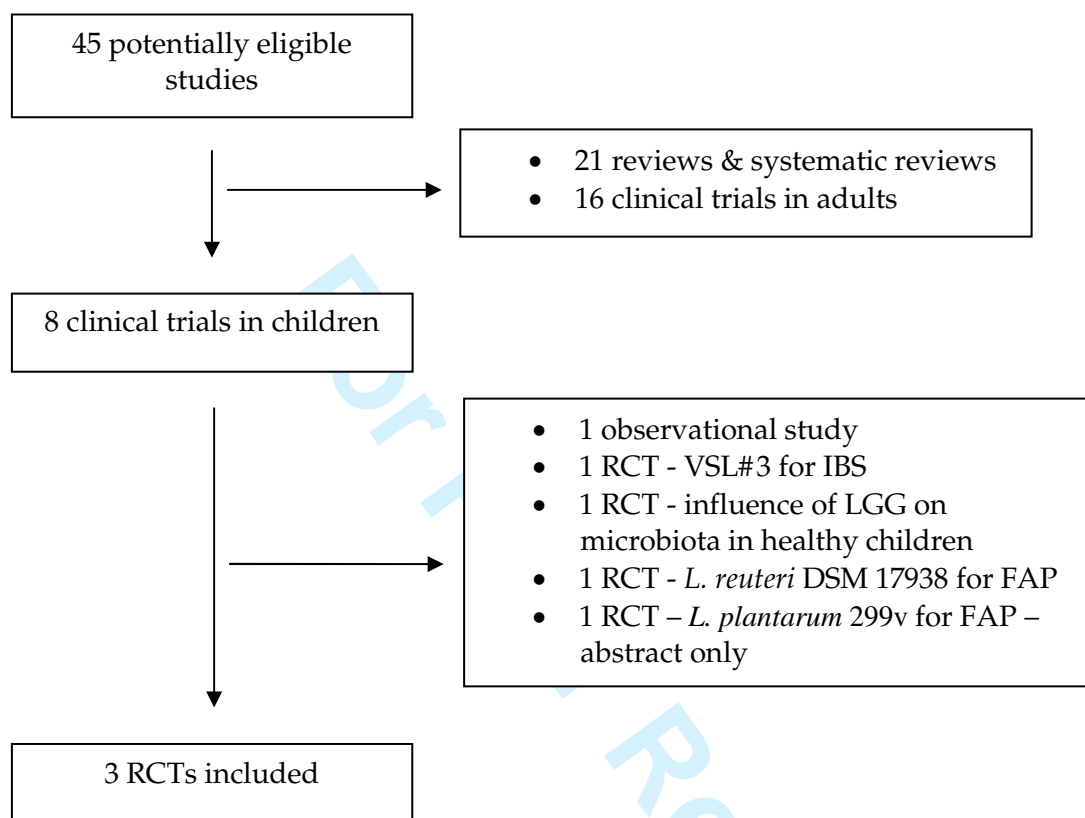 45 potentially eligible
studies
• 21 reviews & systematic reviews
• 16 clinical trials in adults
8 clinical trials in children
• 1 observational study
• 1 RCT - VSL#3 for IBS
• 1 RCT - influence of LGG on
microbiota in healthy children
• 1 RCT - L. reuteri DSM 17938 for FAP
• 1 RCT – L. plantarum 299v for FAP –
abstract only
3 RCTs included
For